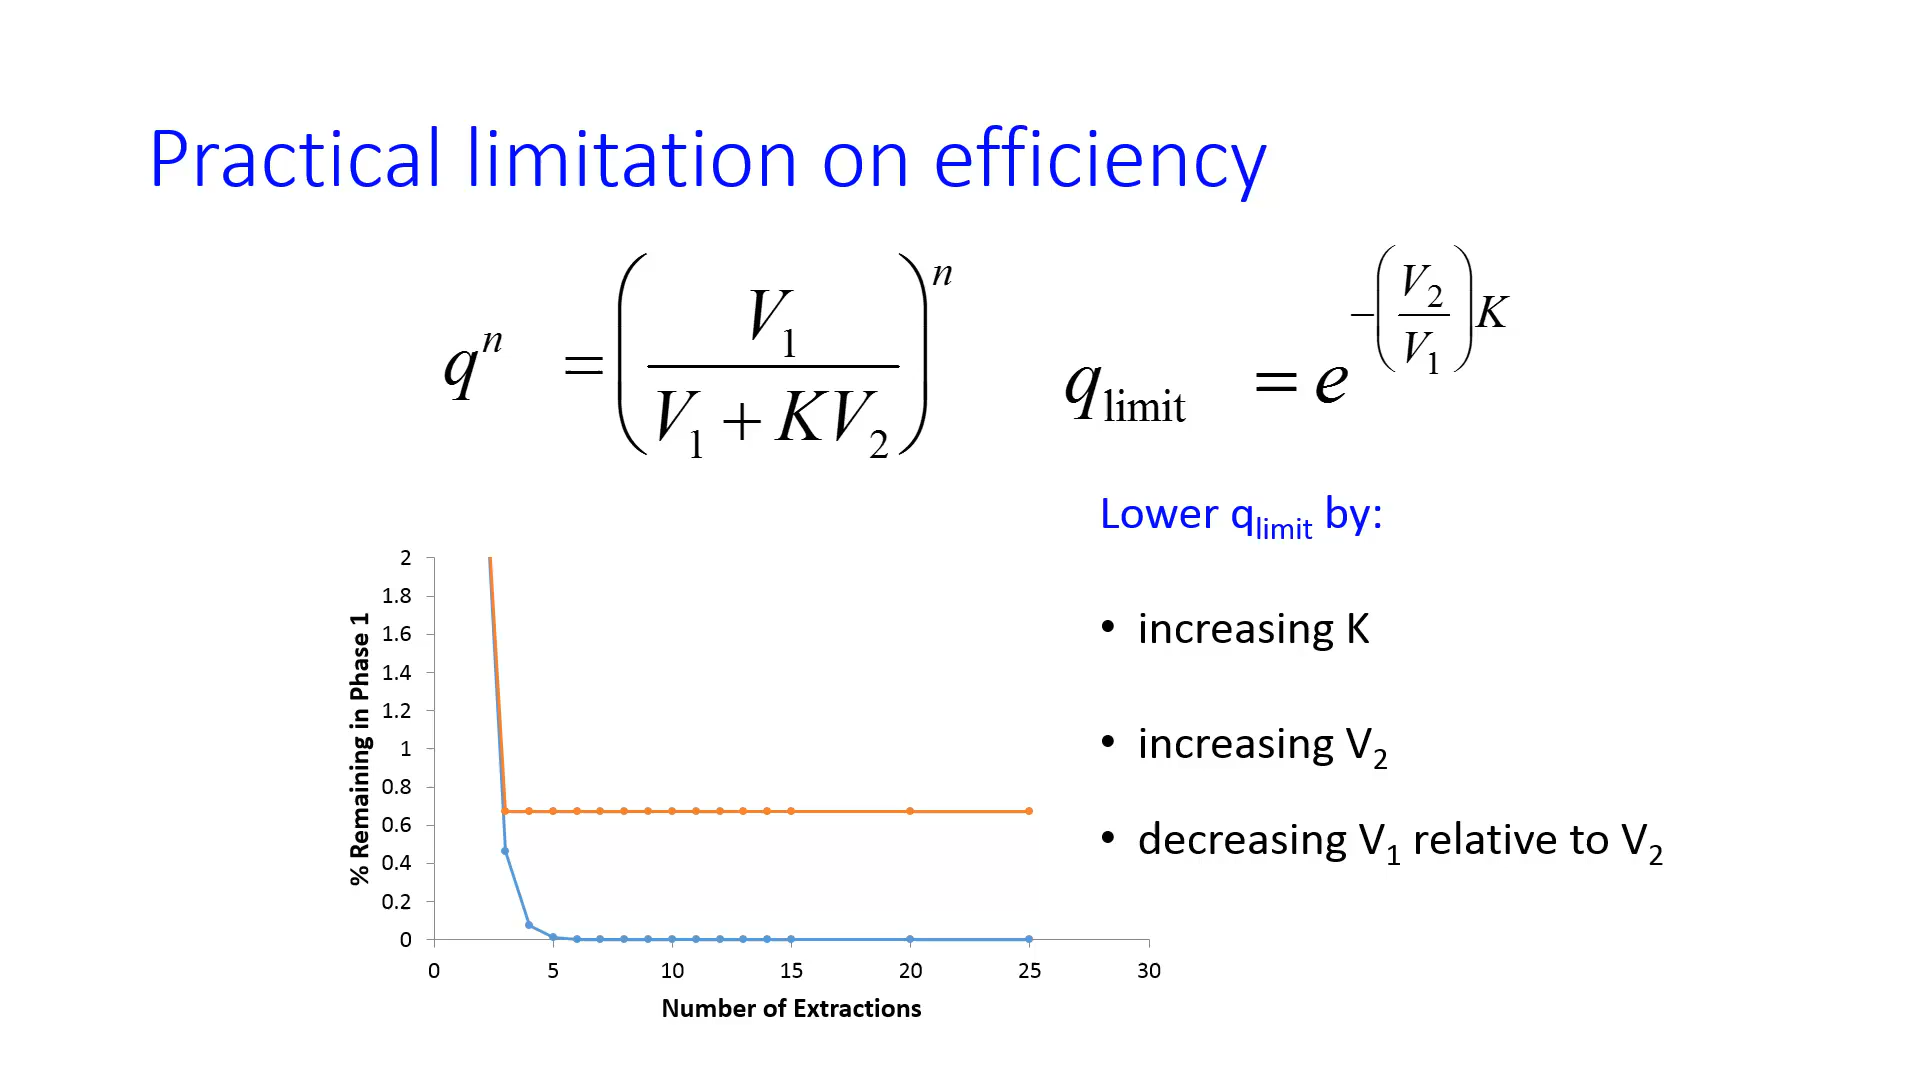 Practical limitation on efficiency
qⁿ = (V₁ / (V₁ + KV₂))ⁿ
q_limit = e^(−(V₂/V₁)K)
Lower q_limit by:
• increasing K
• increasing V₂
• decreasing V₁ relative to V₂
% Remaining in Phase 1
2
1.8
1.6
1.4
1.2
1
0.8
0.6
0.4
0.2
0
0 5 10 15 20 25 30
Number of Extractions